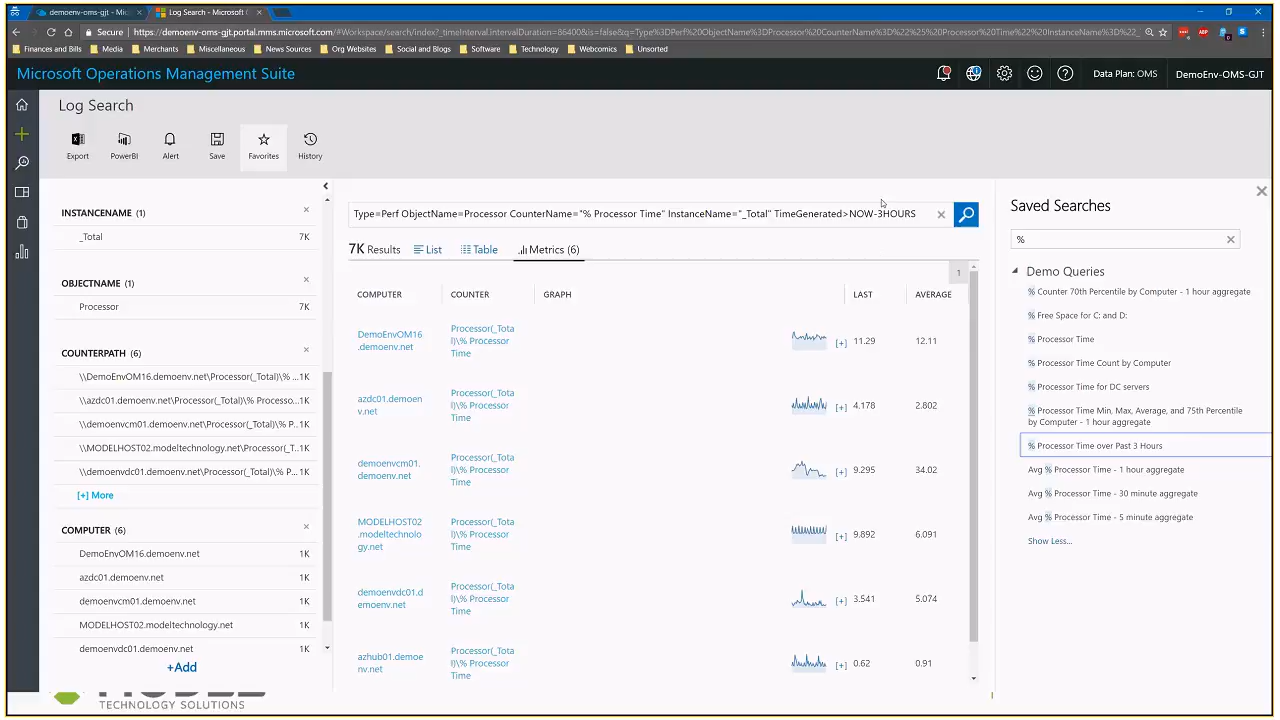 demoenv-oms-gjt - Mic
Log Search - Microsoft (
Secure
https://demoenv-oms-gjt.portal.mms.microsoft.com/#Workspace/search/index?_timeInterval.intervalDuration=86400&is=false&q=Type%3DPerf%20ObjectName%3DProcessor%20CounterName%3D%22%25%20Processor%20Time%22%20InstanceName%3D%22_
Finances and Bills
Media
Merchants
Miscellaneous
News Sources
Org Websites
Social and Blogs
Software
Technology
Webcomics
Unsorted
Microsoft Operations Management Suite
Data Plan: OMS
DemoEnv-OMS-GJT
Log Search
Export
PowerBI
Alert
Save
Favorites
History
INSTANCENAME (1)
_Total 7K
OBJECTNAME (1)
Processor 7K
COUNTERPATH (6)
\\DemoEnvOM16.demoenv.net\Processor(_Total)\% ... 1K
\\azdc01.demoenv.net\Processor(_Total)\% Processo... 1K
\\demoenvcm01.demoenv.net\Processor(_Total)\% P... 1K
\\MODELHOST02.modeltechnology.net\Processor(_T... 1K
\\demoenvdc01.demoenv.net\Processor(_Total)\% P... 1K
[+] More
COMPUTER (6)
DemoEnvOM16.demoenv.net 1K
azdc01.demoenv.net 1K
demoenvcm01.demoenv.net 1K
MODELHOST02.modeltechnology.net 1K
demoenvdc01.demoenv.net 1K
+Add
TECHNOLOGY SOLUTIONS
Type=Perf ObjectName=Processor CounterName="% Processor Time" InstanceName="_Total" TimeGenerated>NOW-3HOURS
7K Results
List
Table
Metrics (6)
1
COMPUTER COUNTER GRAPH LAST AVERAGE
DemoEnvOM16
.demoenv.net
Processor(_Tota
l)\% Processor
Time
[+] 11.29 12.11
azdc01.demoen
v.net
Processor(_Tota
l)\% Processor
Time
[+] 4.178 2.802
demoenvcm01.
demoenv.net
Processor(_Tota
l)\% Processor
Time
[+] 9.295 34.02
MODELHOST02
.modeltechnolo
gy.net
Processor(_Tota
l)\% Processor
Time
[+] 9.892 6.091
demoenvdc01.d
emoenv.net
Processor(_Tota
l)\% Processor
Time
[+] 3.541 5.074
azhub01.demoe
nv.net
Processor(_Tota
l)\% Processor
Time
[+] 0.62 0.91
Saved Searches
%
Demo Queries
% Counter 70th Percentile by Computer - 1 hour aggregate
% Free Space for C: and D:
% Processor Time
% Processor Time Count by Computer
% Processor Time for DC servers
% Processor Time Min, Max, Average, and 75th Percentile
by Computer - 1 hour aggregate
% Processor Time over Past 3 Hours
Avg % Processor Time - 1 hour aggregate
Avg % Processor Time - 30 minute aggregate
Avg % Processor Time - 5 minute aggregate
Show Less...